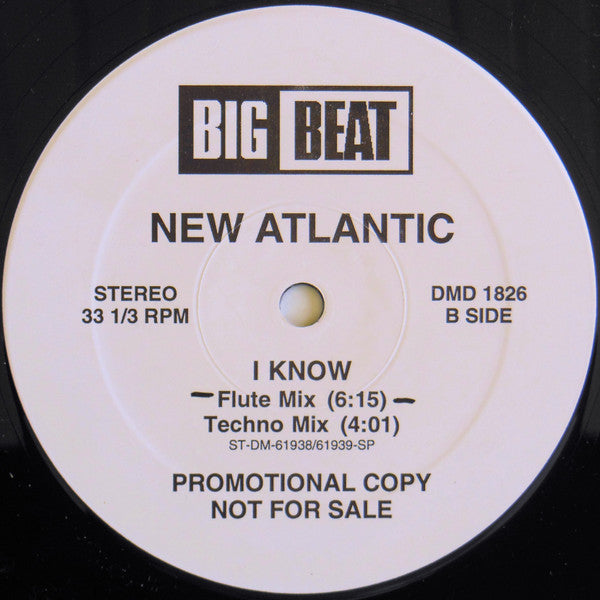 BIG BEAT
NEW ATLANTIC
STEREO
33 1/3 RPM
DMD 1826
B SIDE
I KNOW
Flute Mix (6:15)
Techno Mix (4:01)
ST-DM-61938/61939-SP
PROMOTIONAL COPY
NOT FOR SALE